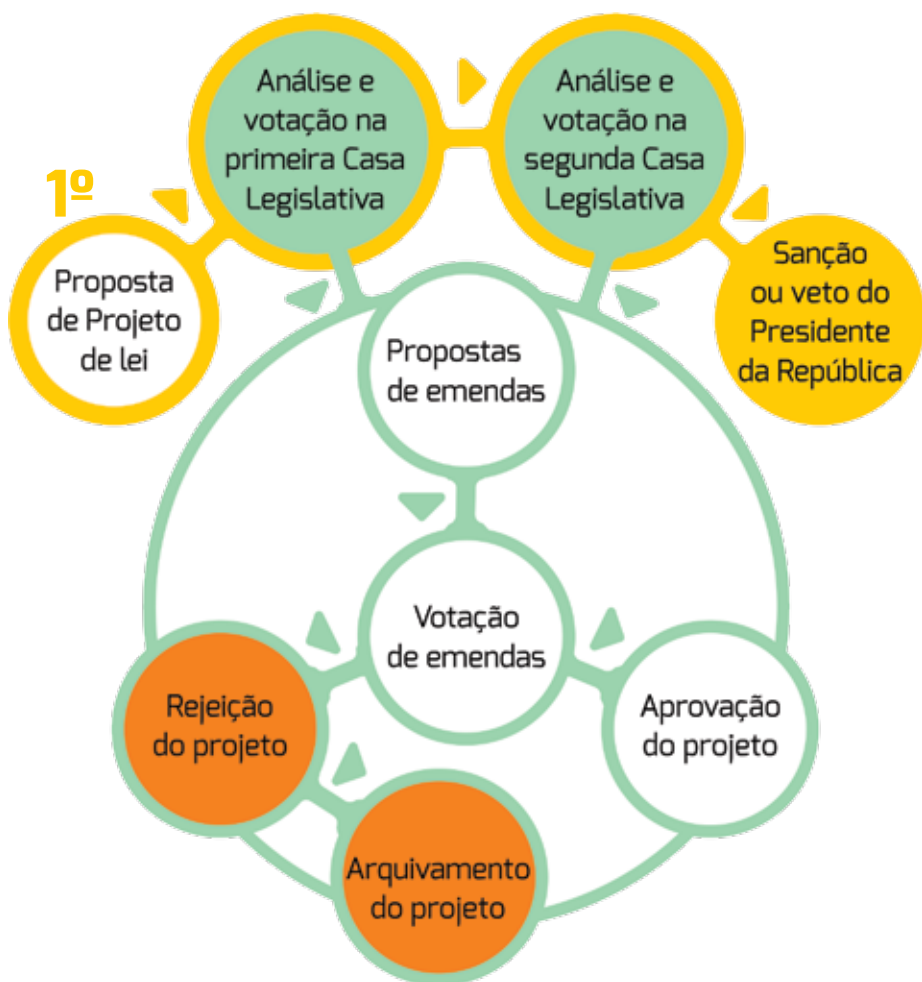 1º
Proposta
de Projeto
de lei
Análise e
votação na
primeira Casa
Legislativa
Análise e
votação na
segunda Casa
Legislativa
Sanção
ou veto do
Presidente
da República
Propostas
de emendas
Votação
de emendas
Rejeição
do projeto
Aprovação
do projeto
Arquivamento
do projeto